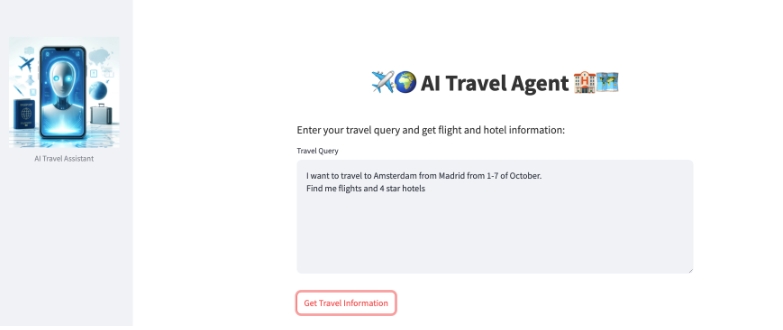 AI Travel Assistant
✈️🌍 AI Travel Agent 🏨🗺️
Enter your travel query and get flight and hotel information:
Travel Query
I want to travel to Amsterdam from Madrid from 1-7 of October.
Find me flights and 4 star hotels
Get Travel Information